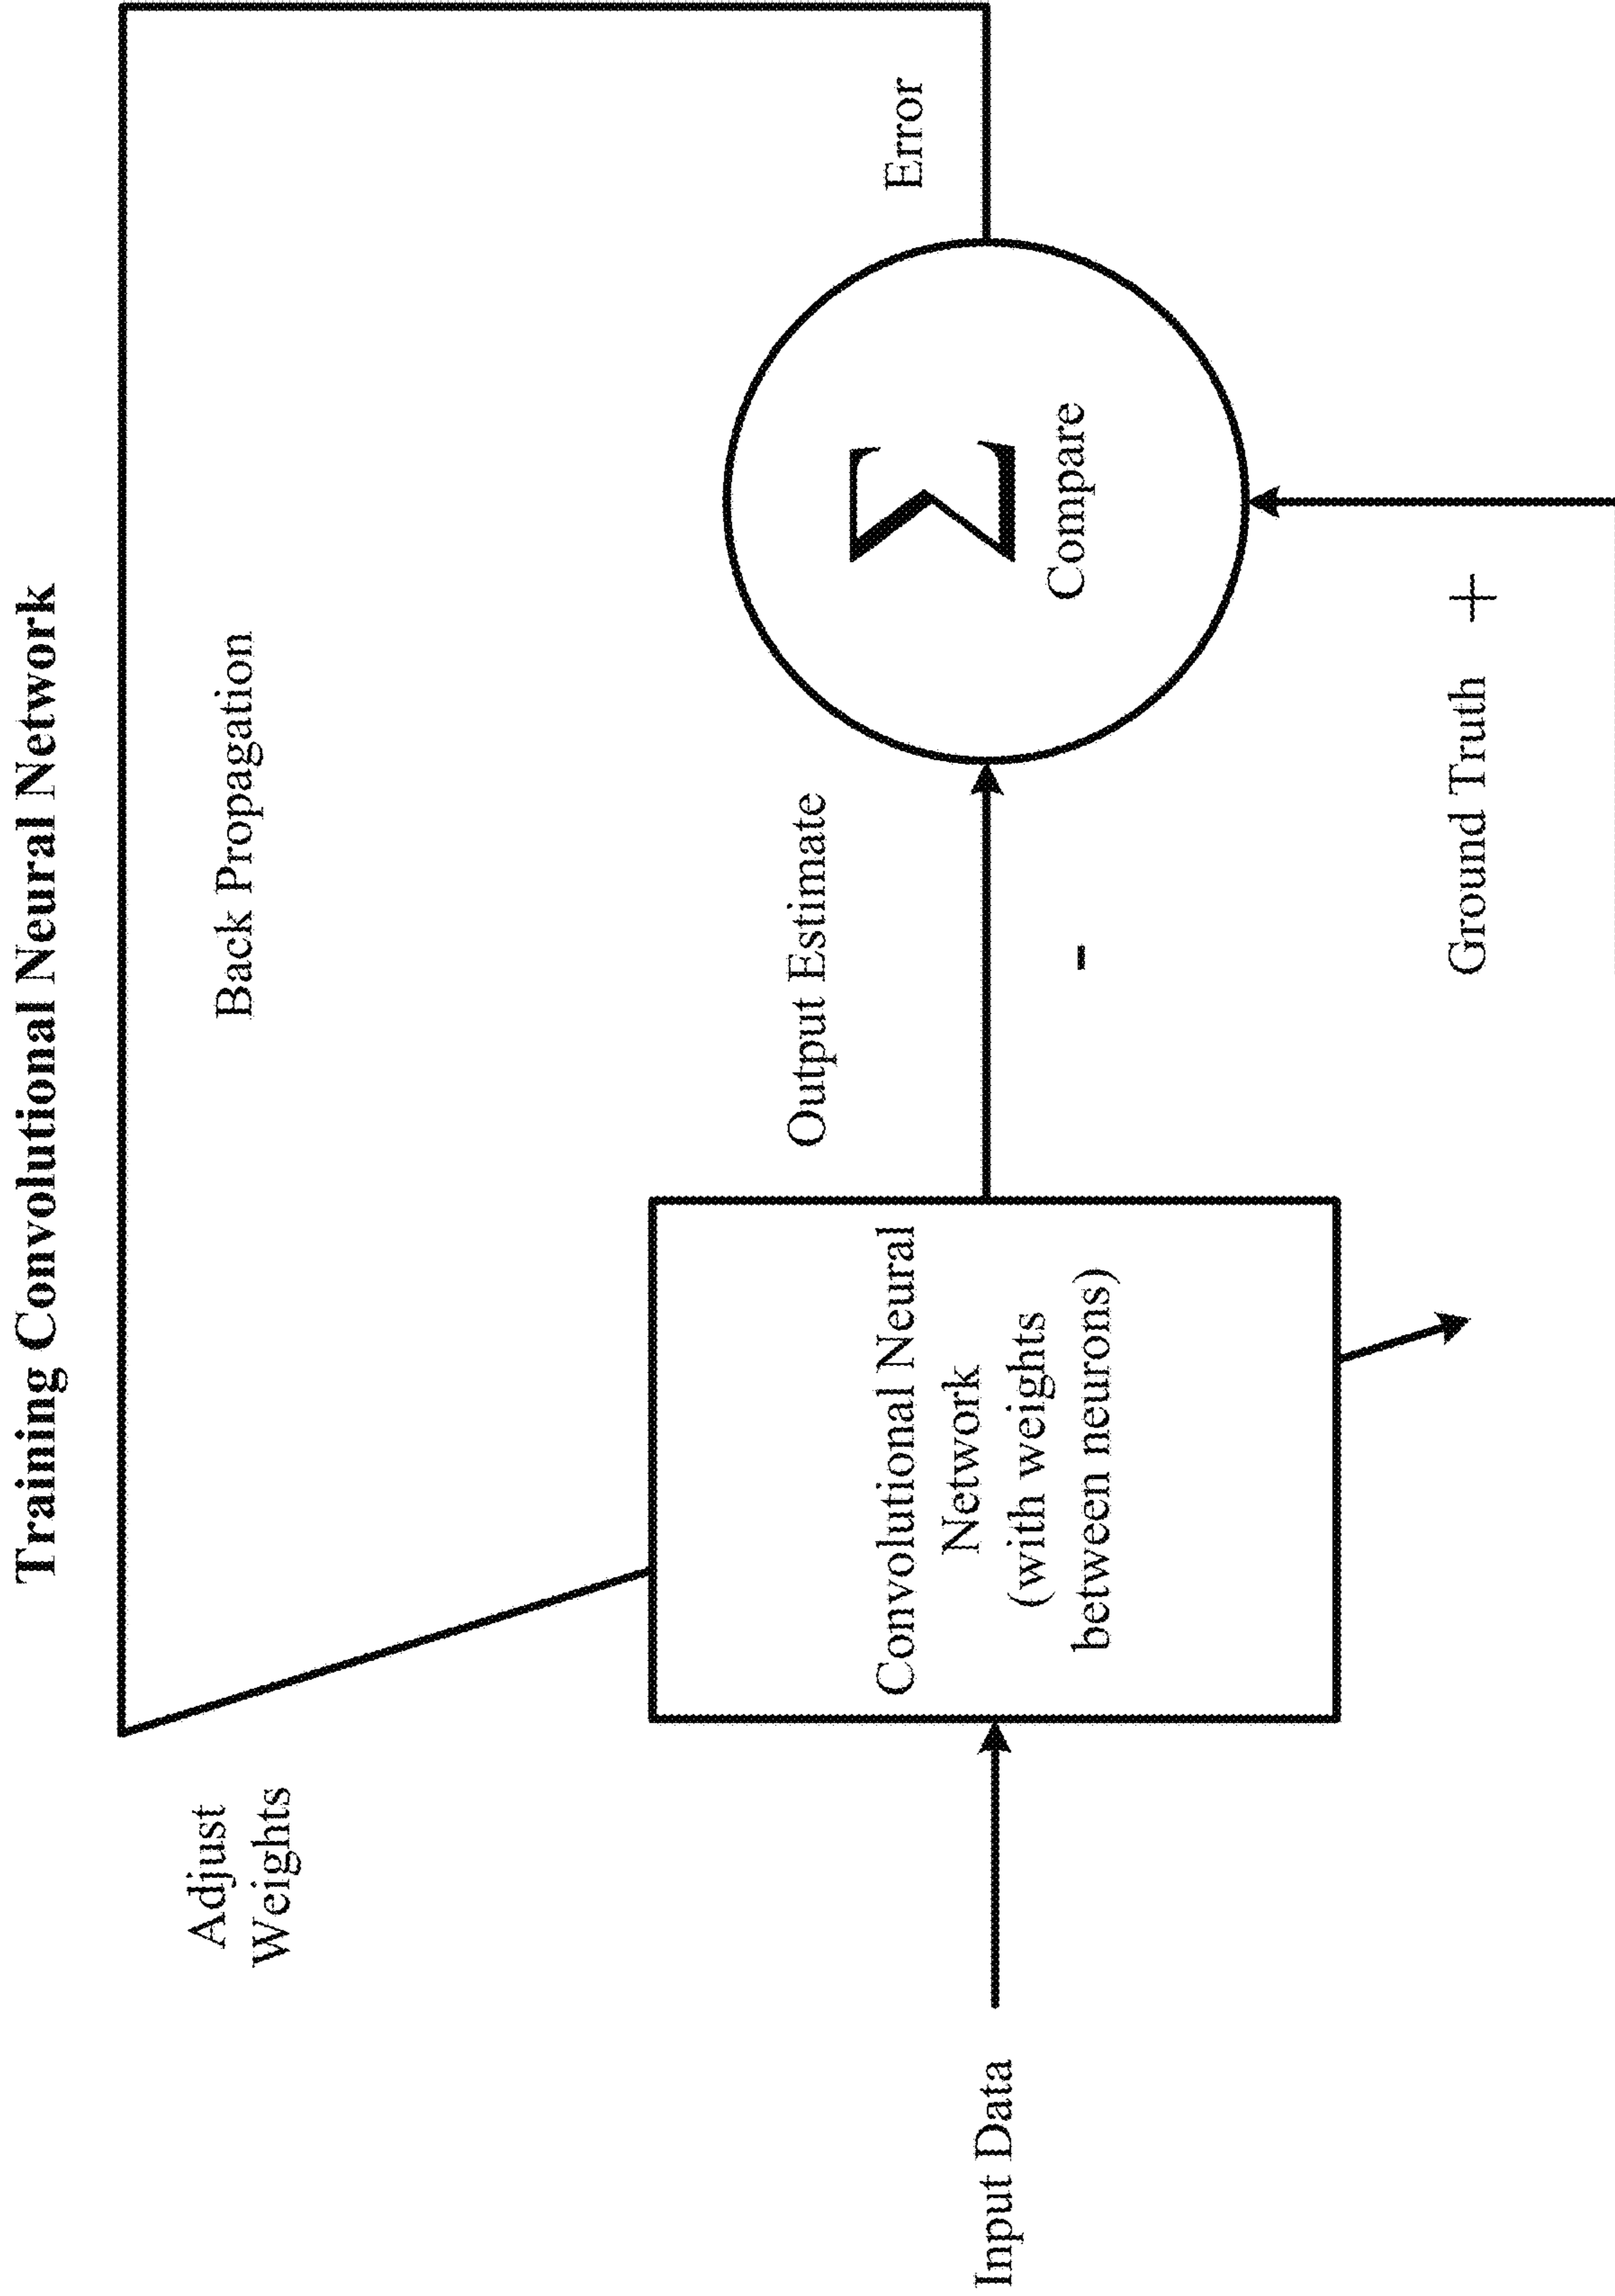 Training Convolutional Neural Network
Back Propagation
Adjust
Weights
Error
Output Estimate
-
Σ
Compare
Convolutional Neural
Network
(with weights
between neurons)
Input Data
Ground Truth +